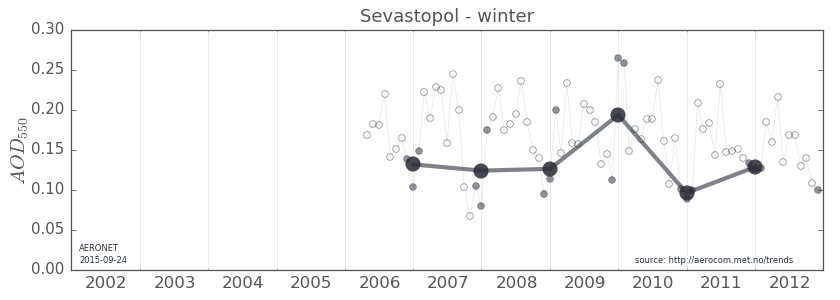 Sevastopol - winter
0.30
0.25
0.20
0.15
0.10
0.05
0.00
AOD550
AERONET
2015-09-24
source: http://aerocom.met.no/trends
2002 2003 2004 2005 2006 2007 2008 2009 2010 2011 2012